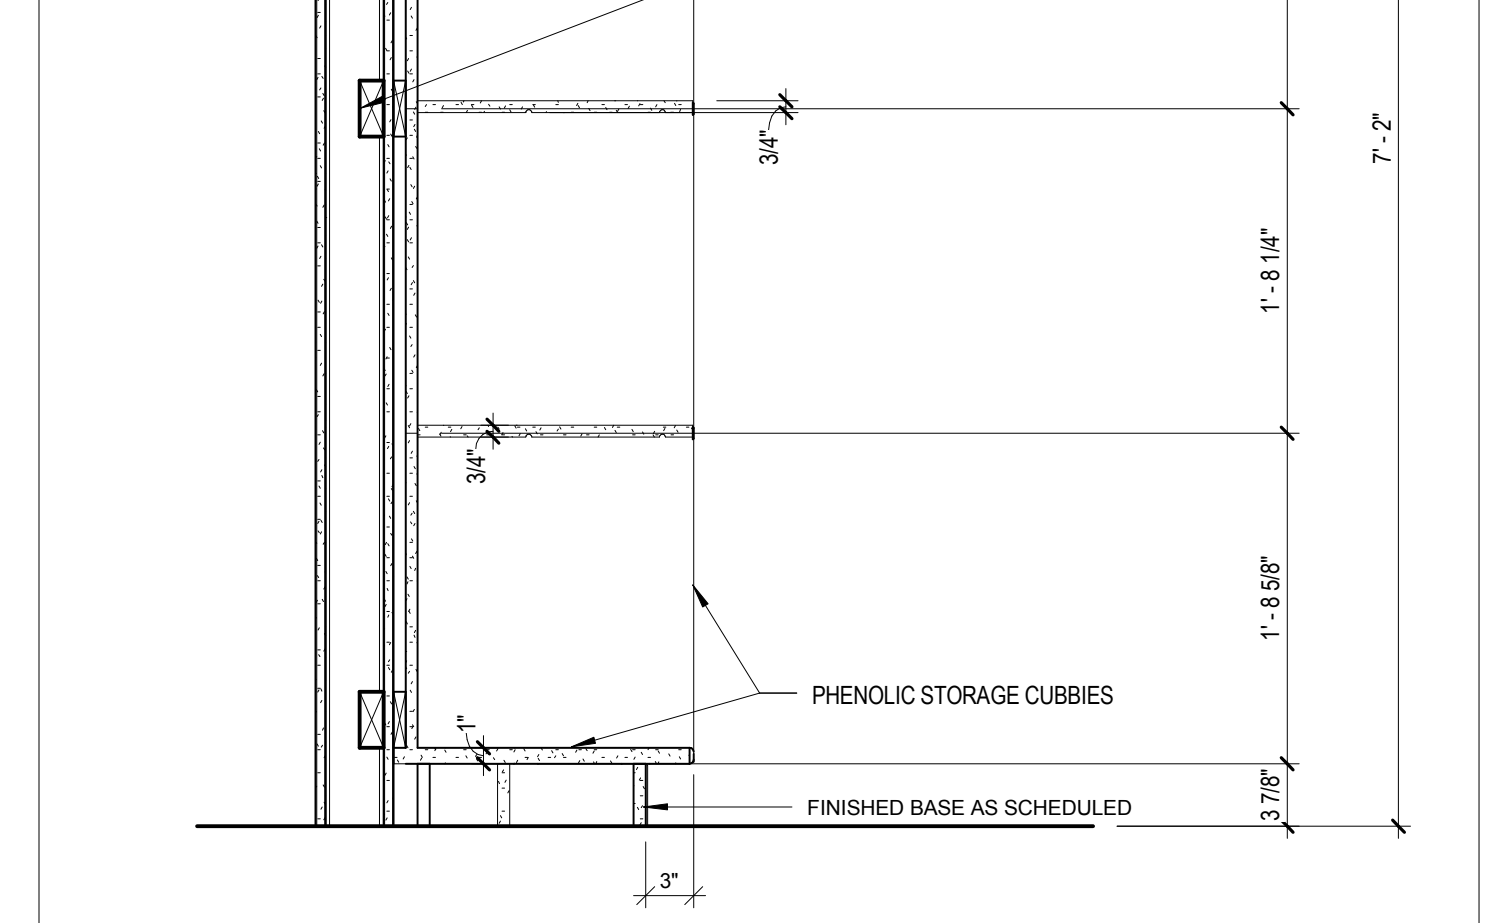 3/4"
7' - 2"
1' - 8 1/4"
3/4"
1' - 8 5/8"
PHENOLIC STORAGE CUBBIES
1"
3 7/8"
FINISHED BASE AS SCHEDULED
3"